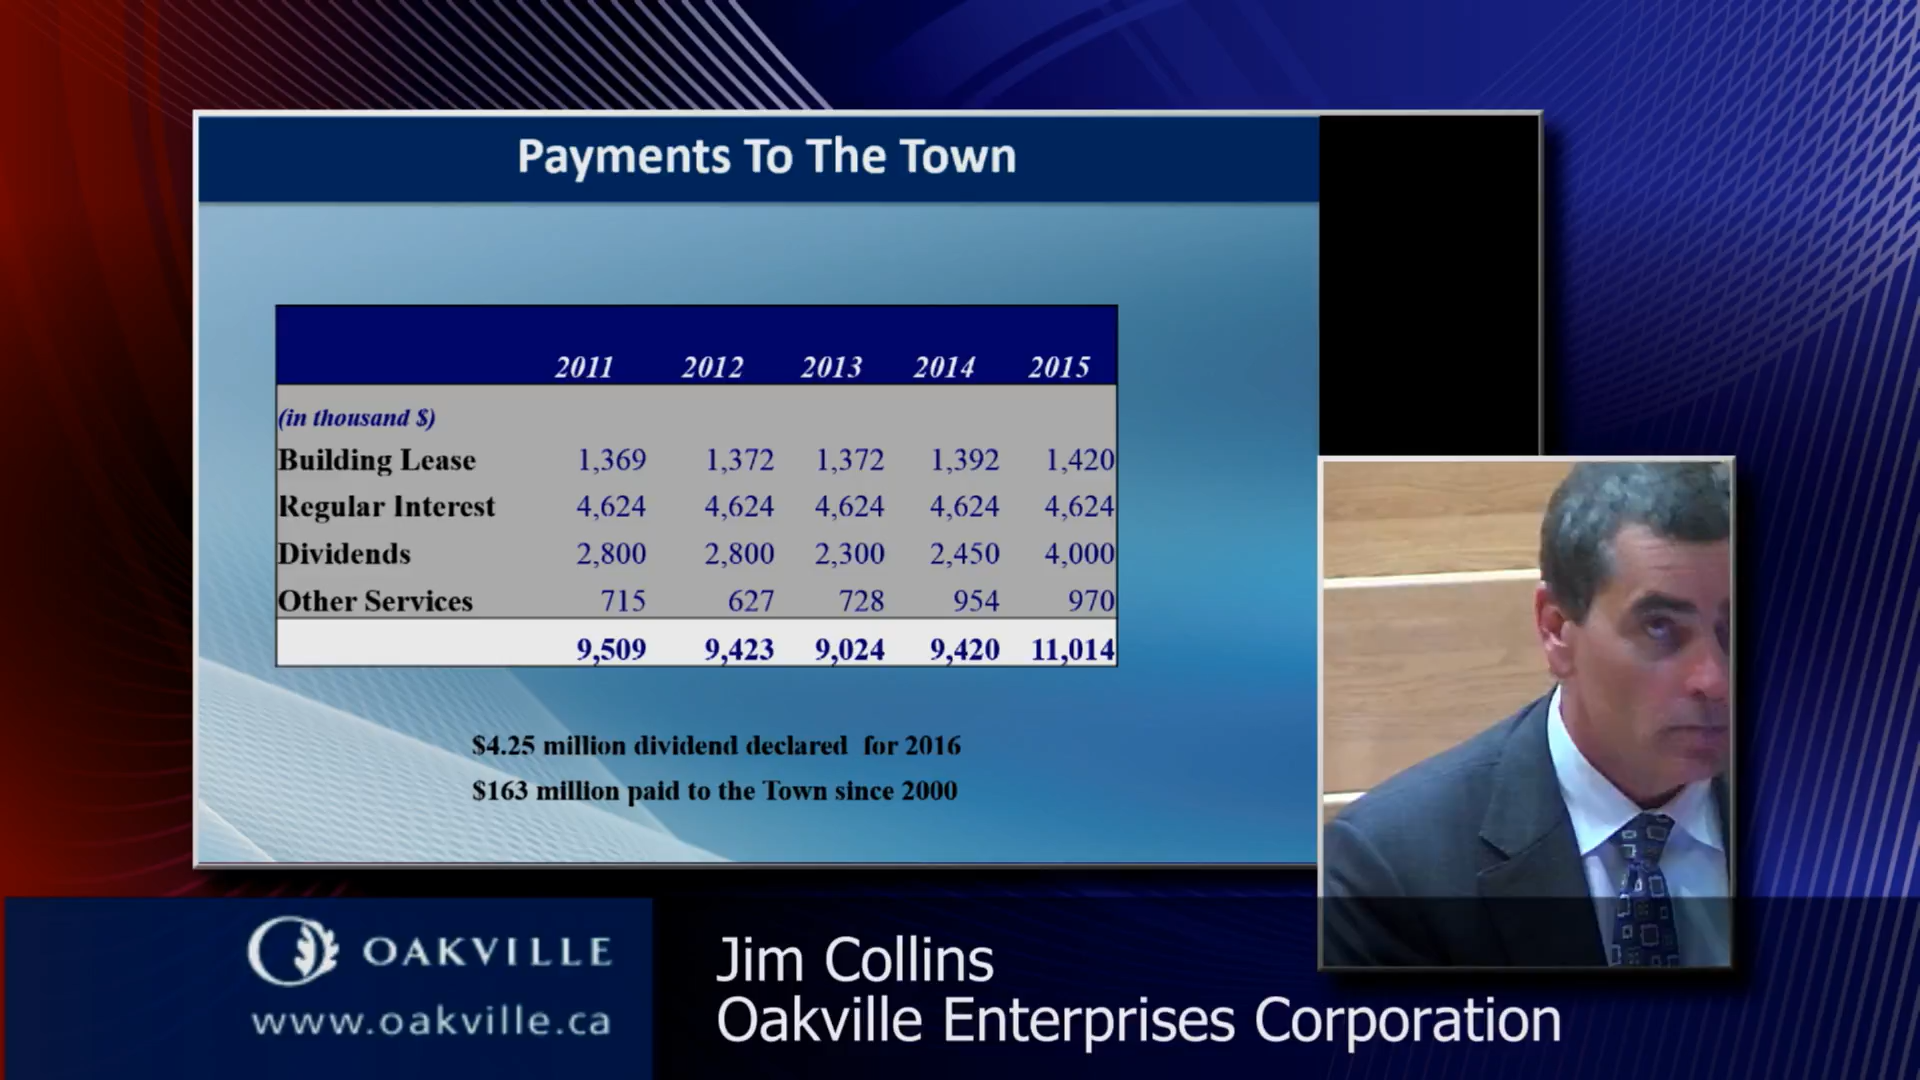 Payments To The Town
2011 2012 2013 2014 2015
(in thousand $)
Building Lease 1,369 1,372 1,372 1,392 1,420
Regular Interest 4,624 4,624 4,624 4,624 4,624
Dividends 2,800 2,800 2,300 2,450 4,000
Other Services 715 627 728 954 970
9,509 9,423 9,024 9,420 11,014
$4.25 million dividend declared for 2016
$163 million paid to the Town since 2000
OAKVILLE
www.oakville.ca
Jim Collins
Oakville Enterprises Corporation